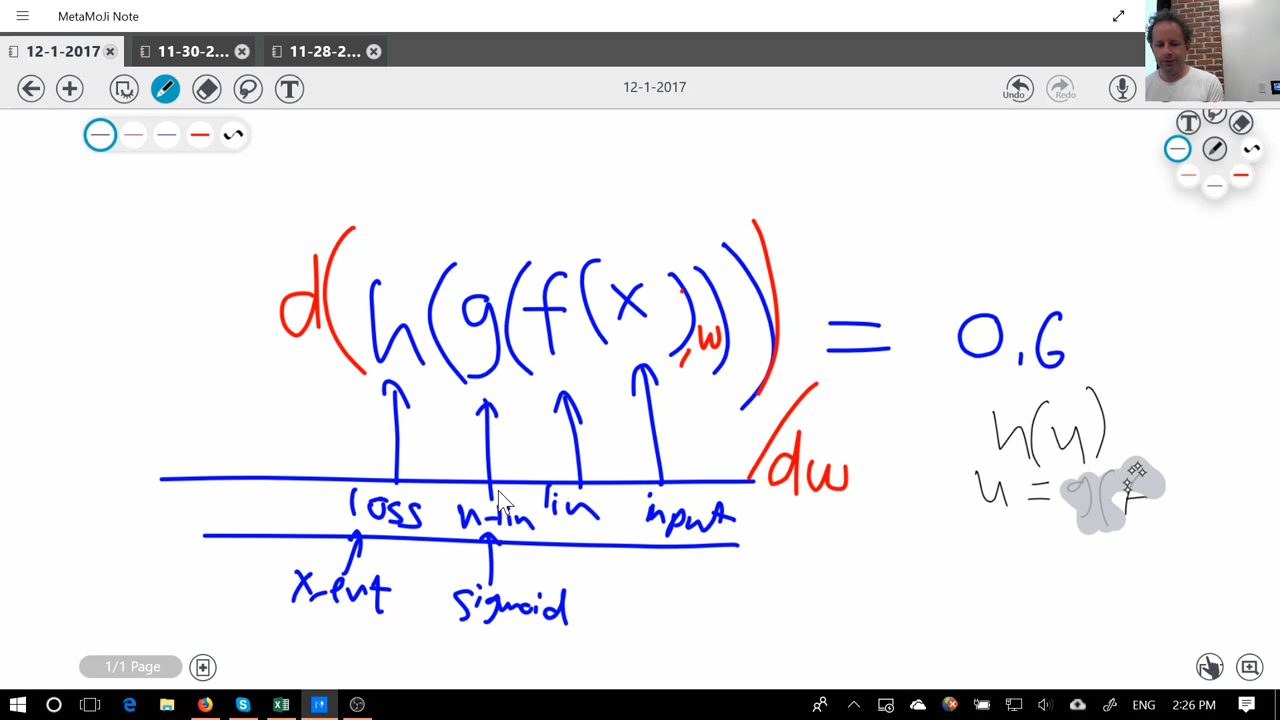 MetaMoJi Note
12-1-2017
11-30-2...
11-28-2...
T
12-1-2017
Undo
Redo
T
d(h(g(f(x),w)))/dw = 0.6
h(u)
u = g(f
loss n-lin lin input
x_ent sigmoid
1/1 Page
ENG 2:26 PM